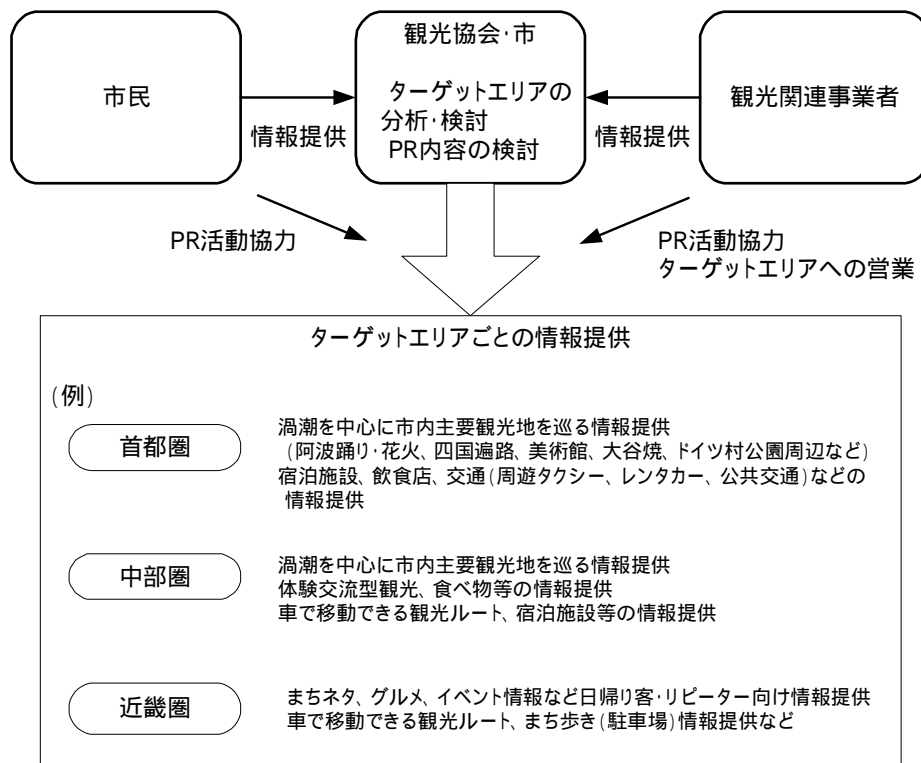 市民
観光協会・市
ターゲットエリアの
分析・検討
PR内容の検討
観光関連事業者
情報提供
情報提供
PR活動協力
PR活動協力
ターゲットエリアへの営業
ターゲットエリアごとの情報提供
(例)
首都圏
渦潮を中心に市内主要観光地を巡る情報提供
(阿波踊り・花火、四国遍路、美術館、大谷焼、ドイツ村公園周辺など)
宿泊施設、飲食店、交通(周遊タクシー、レンタカー、公共交通)などの
情報提供
中部圏
渦潮を中心に市内主要観光地を巡る情報提供
体験交流型観光、食べ物等の情報提供
車で移動できる観光ルート、宿泊施設等の情報提供
近畿圏
まちネタ、グルメ、イベント情報など日帰り客・リピーター向け情報提供
車で移動できる観光ルート、まち歩き(駐車場)情報提供など